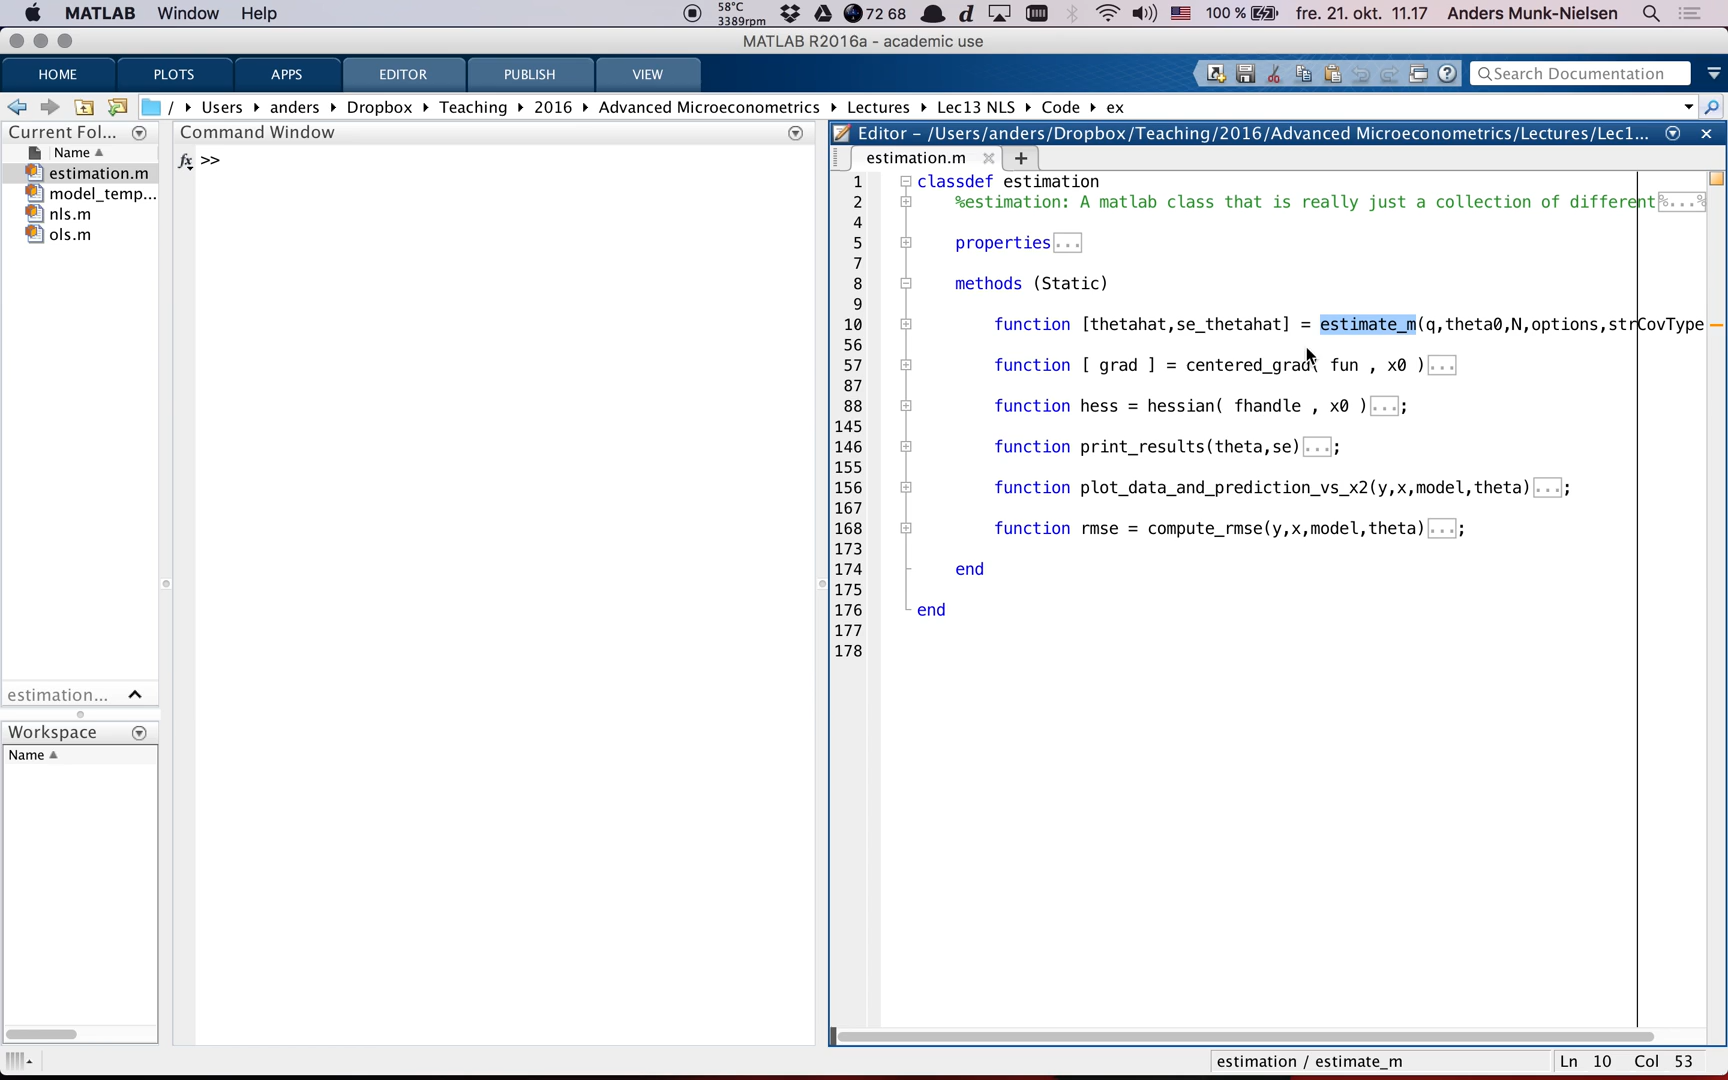 MATLAB Window Help
58°C
3389rpm
72 68
100 %
fre. 21. okt. 11.17 Anders Munk-Nielsen
MATLAB R2016a - academic use
HOME PLOTS APPS EDITOR PUBLISH VIEW
Search Documentation
/ Users anders Dropbox Teaching 2016 Advanced Microeconometrics Lectures Lec13 NLS Code ex
Current Fol...
Name
estimation.m
model_temp...
nls.m
ols.m
estimation...
Workspace
Name
Command Window
fx >>
Editor - /Users/anders/Dropbox/Teaching/2016/Advanced Microeconometrics/Lectures/Lec1...
estimation.m
1 classdef estimation
2 %estimation: A matlab class that is really just a collection of different%...%
4
5 properties...
7
8 methods (Static)
9
10 function [thetahat,se_thetahat] = estimate_m(q,theta0,N,options,strCovType
56
57 function [ grad ] = centered_grad( fun , x0 )...
87
88 function hess = hessian( fhandle , x0 )...;
145
146 function print_results(theta,se)...;
155
156 function plot_data_and_prediction_vs_x2(y,x,model,theta)...;
167
168 function rmse = compute_rmse(y,x,model,theta)...;
173
174 end
175
176 end
177
178
estimation / estimate_m Ln 10 Col 53